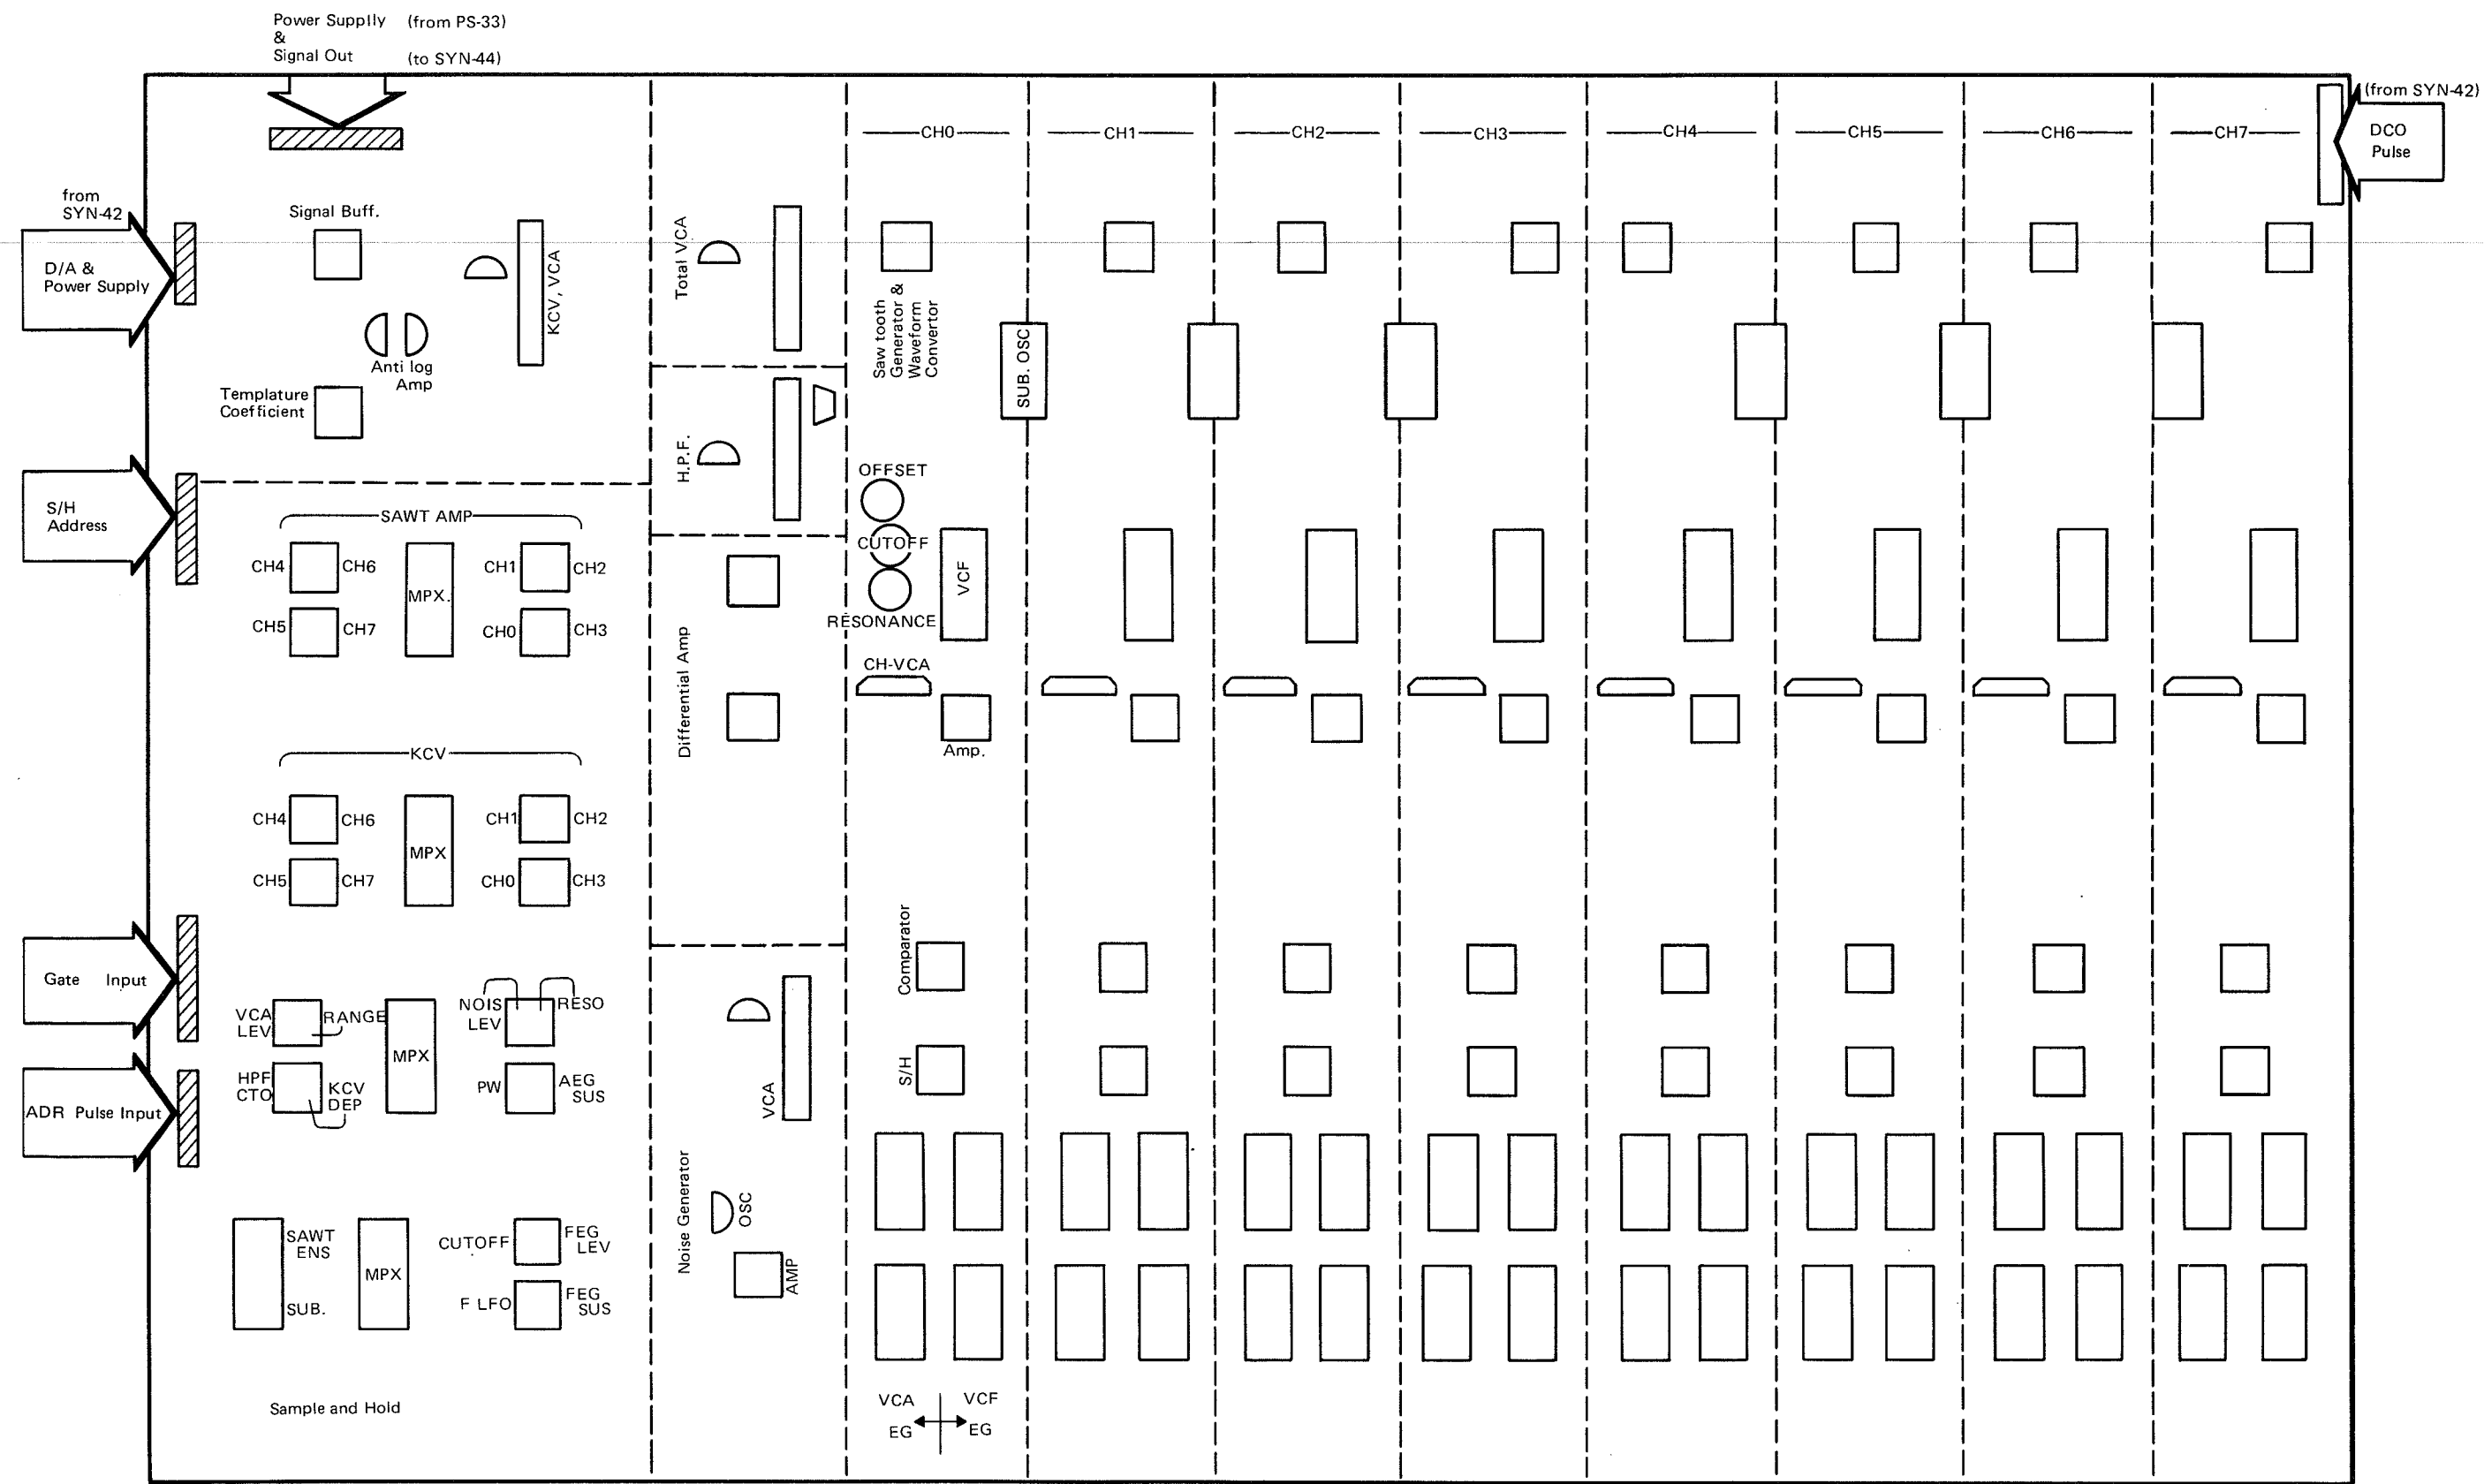 Power Supplly (from PS-33)
&
Signal Out (to SYN-44)
(from SYN-42)
DCO
Pulse
CH0
CH1
CH2
CH3
CH4
CH5
CH6
CH7
from
SYN-42
D/A &
Power Supply
Signal Buff.
KCV, VCA
Anti log
Amp
Templature
Coefficient
Total VCA
H.P.F.
Saw tooth
Generator &
Waveform
Convertor
SUB. OSC
S/H
Address
SAWT AMP
CH4
CH6
MPX.
CH1
CH2
CH5
CH7
CH0
CH3
Differential Amp
OFFSET
CUTOFF
RESONANCE
VCF
CH-VCA
Amp.
KCV
CH4
CH6
MPX
CH1
CH2
CH5
CH7
CH0
CH3
Gate Input
ADR Pulse Input
VCA
LEV
RANGE
MPX
NOIS
LEV
RESO
HPF
CTO
KCV
DEP
PW
AEG
SUS
VCA
Noise Generator
OSC
AMP
Comparator
S/H
SAWT
ENS
SUB.
MPX
CUTOFF
FEG
LEV
F LFO
FEG
SUS
Sample and Hold
VCA
EG
VCF
EG